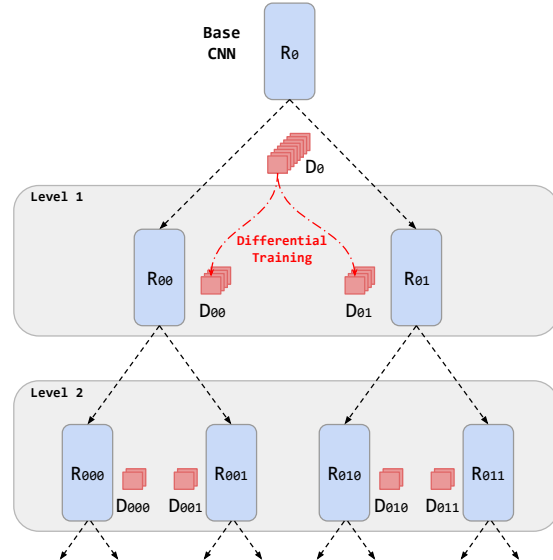 Base
CNN
R0
D0
Level 1
R00
Differential
Training
R01
D00
D01
Level 2
R000
R001
R010
R011
D000
D001
D010
D011